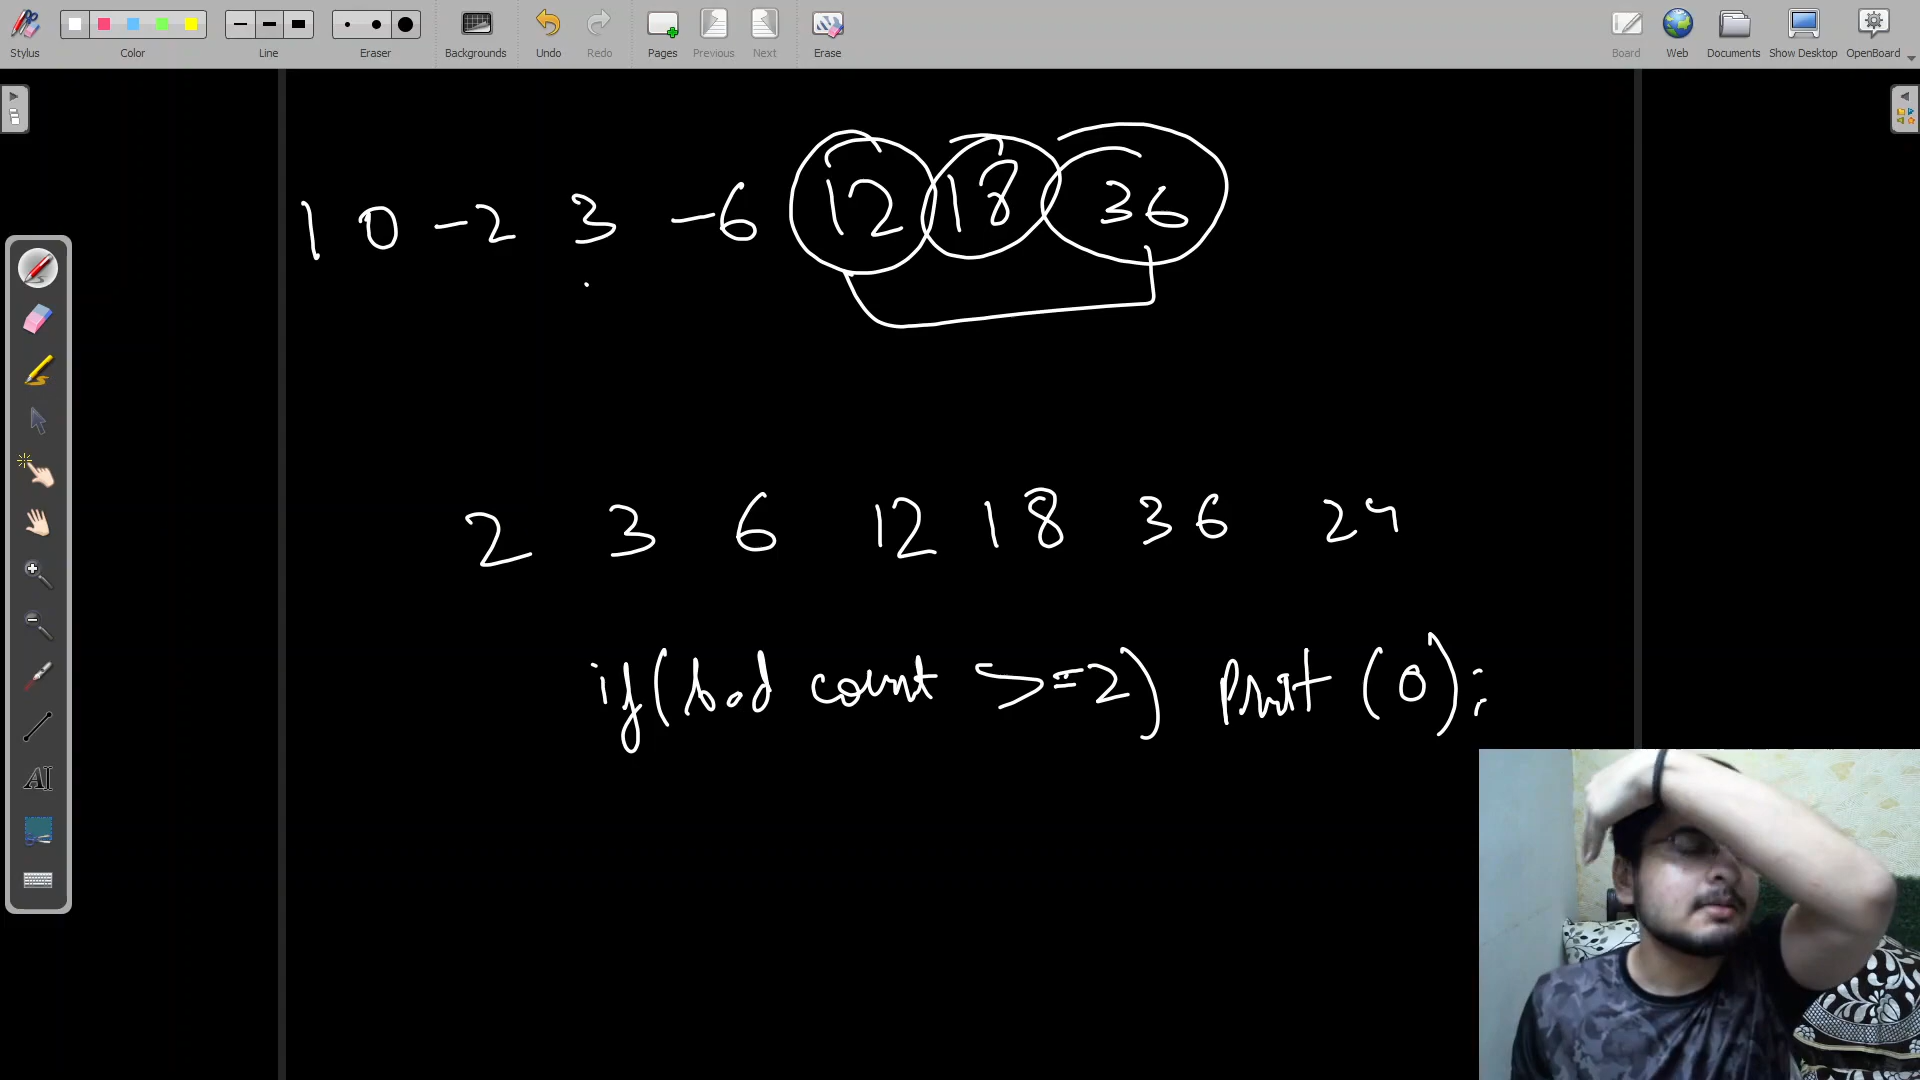 Stylus Color Line Eraser Backgrounds Undo Redo Pages Previous Next Erase Board Web Documents Show Desktop OpenBoard
1 0 -2 3 -6 12 18 36
2 3 6 12 18 36 24
if(bad count >=2) Print (0);